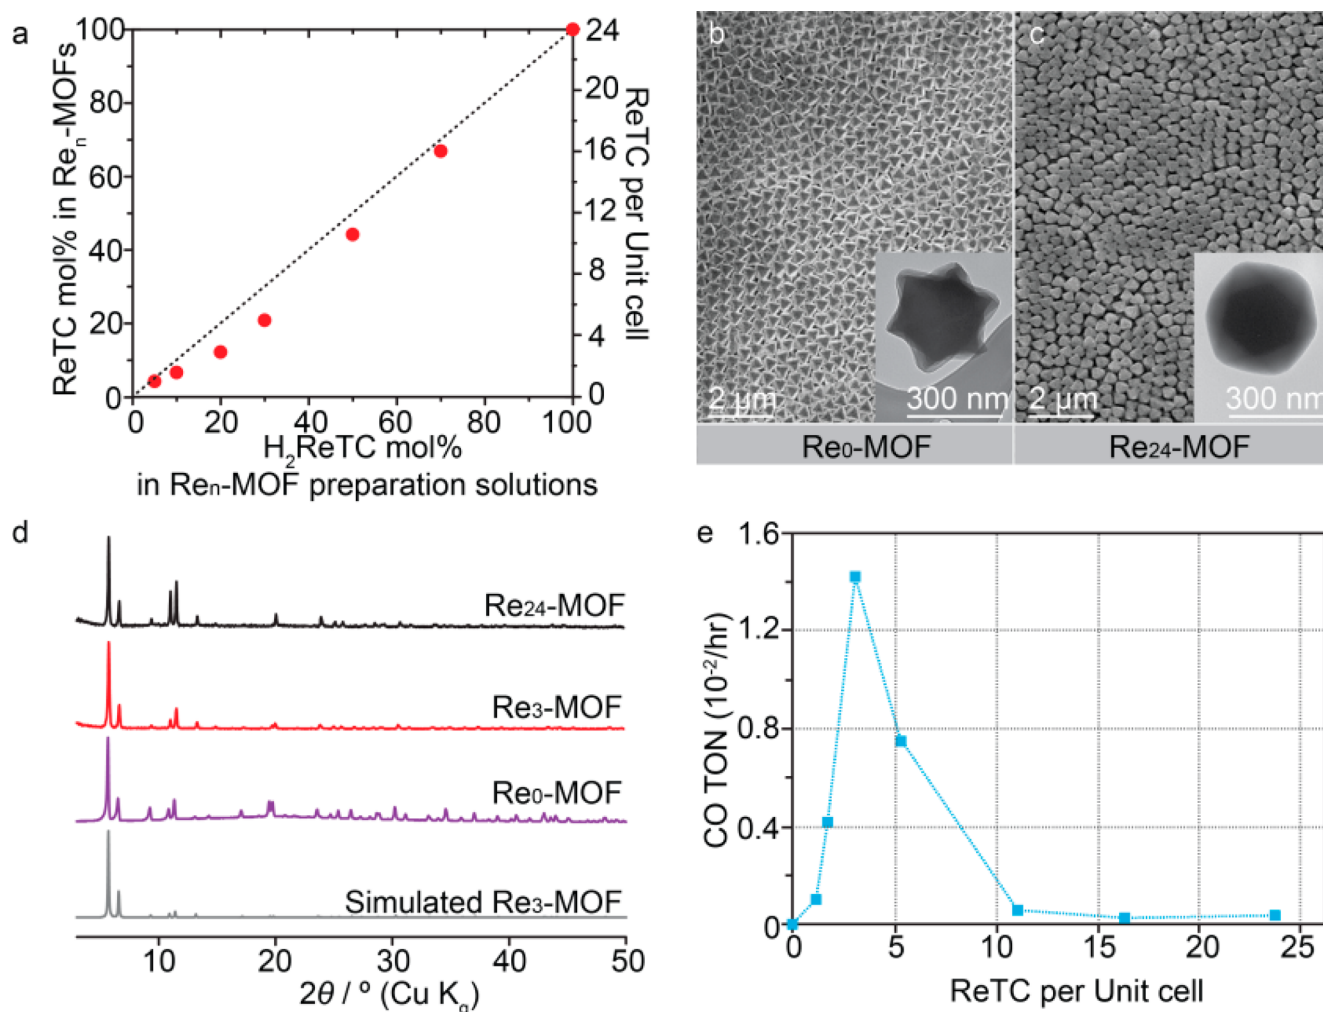 a
100
80
60
40
20
0
ReTC mol% in Reₙ-MOFs
24
20
16
12
8
4
0
ReTC per Unit cell
0 20 40 60 80 100
H₂ReTC mol%
in Reₙ-MOF preparation solutions
b
2 µm
300 nm
Re₀-MOF
c
2 µm
300 nm
Re₂₄-MOF
d
Re₂₄-MOF
Re₃-MOF
Re₀-MOF
Simulated Re₃-MOF
10 20 30 40 50
2θ / º (Cu Kα)
e
1.6
1.2
0.8
0.4
0
CO TON (10⁻²/hr)
0 5 10 15 20 25
ReTC per Unit cell